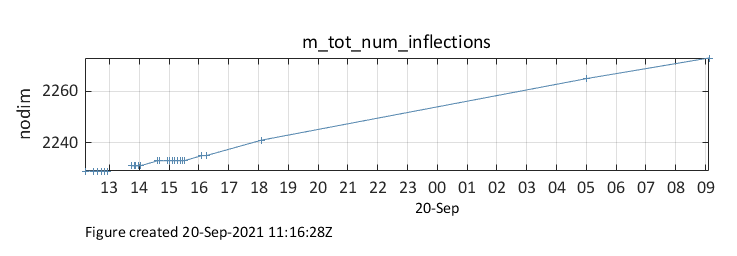 m_tot_num_inflections
nodim
2260
2240
13 14 15 16 17 18 19 20 21 22 23 00 01 02 03 04 05 06 07 08 09
20-Sep
Figure created 20-Sep-2021 11:16:28Z